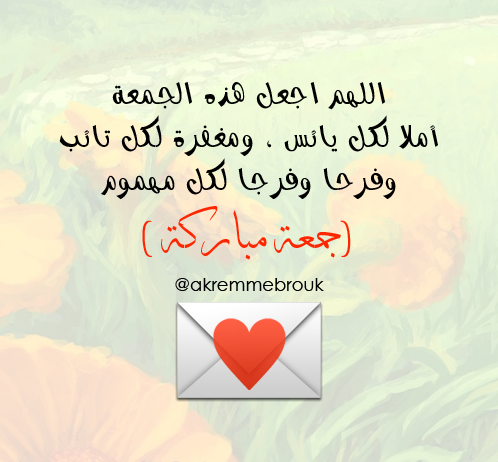 اللهم اجعل هذه الجمعة
أملا لكل يائس ، ومغفرة لكل تائب
وفرحا وفرجا لكل مهموم
(جمعة مباركة )
@akremmebrouk